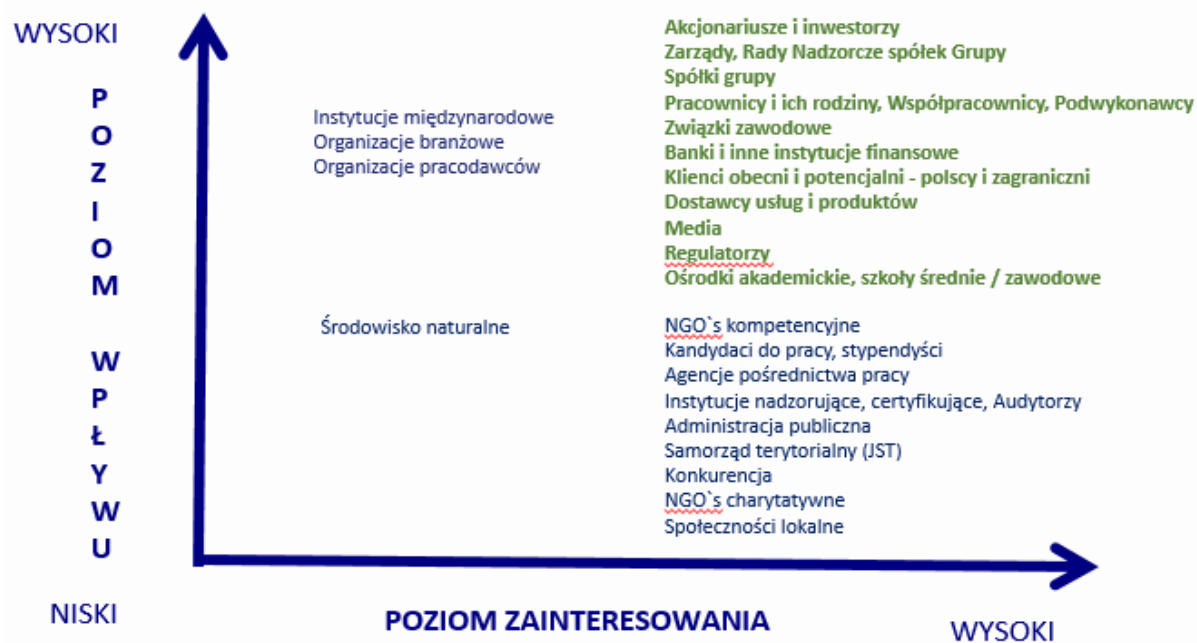 WYSOKI
POZIOM WPŁYWU
NISKI
Instytucje międzynarodowe
Organizacje branżowe
Organizacje pracodawców
Akcjonariusze i inwestorzy
Zarządy, Rady Nadzorcze spółek Grupy
Spółki grupy
Pracownicy i ich rodziny, Współpracownicy, Podwykonawcy
Związki zawodowe
Banki i inne instytucje finansowe
Klienci obecni i potencjalni - polscy i zagraniczni
Dostawcy usług i produktów
Media
Regulatorzy
Ośrodki akademickie, szkoły średnie / zawodowe
Środowisko naturalne
NGO`s kompetencyjne
Kandydaci do pracy, stypendyści
Agencje pośrednictwa pracy
Instytucje nadzorujące, certyfikujące, Audytorzy
Administracja publiczna
Samorząd terytorialny (JST)
Konkurencja
NGO`s charytatywne
Społeczności lokalne
POZIOM ZAINTERESOWANIA
WYSOKI